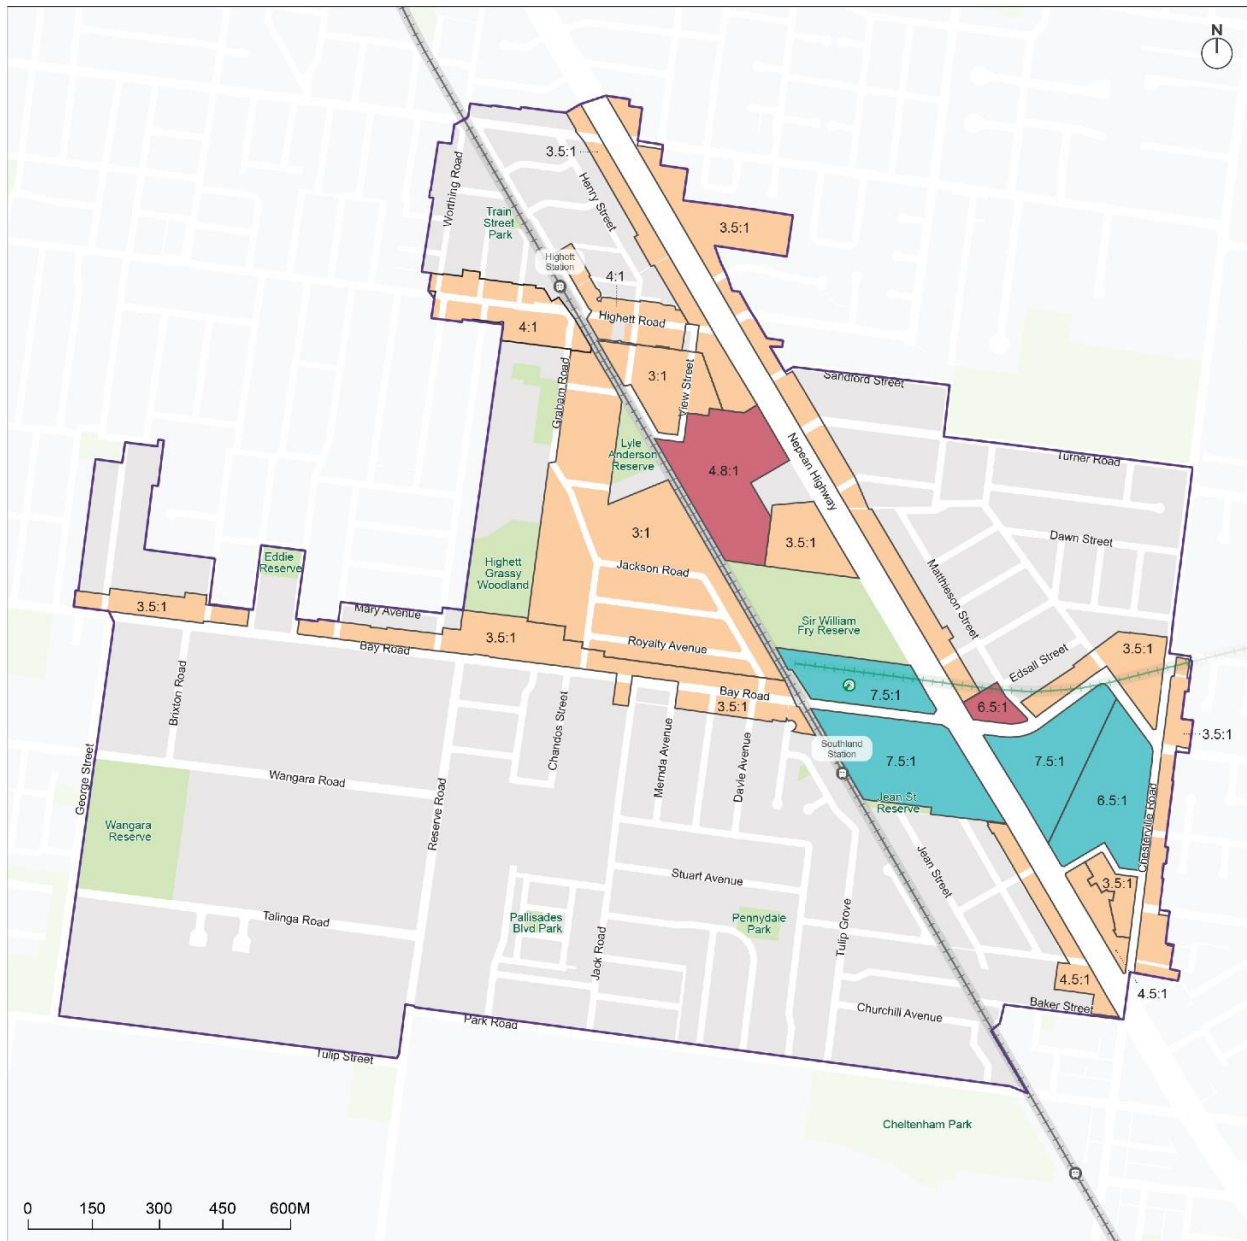 N
3.5:1
Henry Street
Worthing Road
Train
Street
Park
3.5:1
Highett
Station
4:1
Highett Road
4:1
3:1
View Street
Graham Road
Sandford Street
Nepean Highway
Lyle
Anderson
Reserve
4.8:1
Turner Road
3:1
3.5:1
Dawn Street
Eddie
Reserve
Highett
Grassy
Woodland
Jackson Road
Matthieson Street
3.5:1
Mary Avenue
3.5:1
Sir William
Fry Reserve
Bay Road
Royalty Avenue
Edsall Street
3.5:1
Brixton Road
Bay Road
7.5:1
3.5:1
6.5:1
3.5:1
Chandos Street
Mernda Avenue
Davie Avenue
Southland
Station
7.5:1
7.5:1
Wangara Road
George Street
Reserve Road
Jean St
Reserve
6.5:1
Chesterville Road
Wangara
Reserve
Jean Street
Stuart Avenue
3.5:1
Talinga Road
Pallisades
Blvd Park
Pennydale
Park
Tulip Grove
Jack Road
4.5:1
4.5:1
Baker Street
Churchill Avenue
Park Road
Tulip Street
Cheltenham Park
0 150 300 450 600M